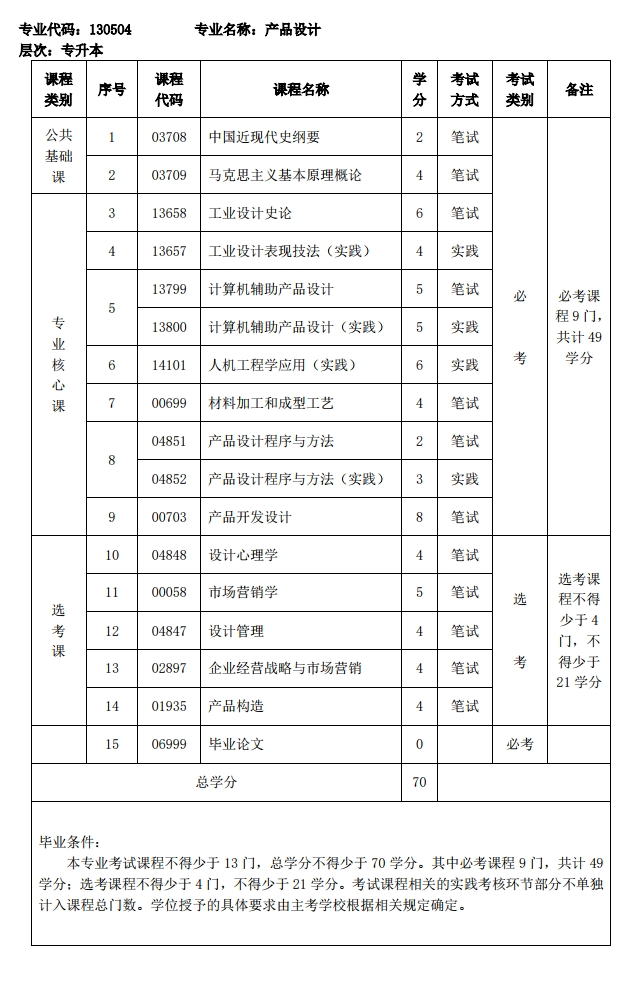 专业代码：130504 专业名称：产品设计
层次：专升本
课程类别 序号 课程代码 课程名称 学分 考试方式 考试类别 备注
公共基础课 1 03708 中国近现代史纲要 2 笔试 必考 必考课程 9 门，共计 49 学分
2 03709 马克思主义基本原理概论 4 笔试
专业核心课 3 13658 工业设计史论 6 笔试
4 13657 工业设计表现技法（实践） 4 实践
5 13799 计算机辅助产品设计 5 笔试
13800 计算机辅助产品设计（实践） 5 实践
6 14101 人机工程学应用（实践） 6 实践
7 00699 材料加工和成型工艺 4 笔试
8 04851 产品设计程序与方法 2 笔试
04852 产品设计程序与方法（实践） 3 实践
9 00703 产品开发设计 8 笔试
选考课 10 04848 设计心理学 4 笔试 选考 选考课程不得少于 4 门，不得少于 21 学分
11 00058 市场营销学 5 笔试
12 04847 设计管理 4 笔试
13 02897 企业经营战略与市场营销 4 笔试
14 01935 产品构造 4 笔试
15 06999 毕业论文 0 必考
总学分 70
毕业条件：
本专业考试课程不得少于 13 门，总学分不得少于 70 学分。其中必考课程 9 门，共计 49
学分；选考课程不得少于 4 门，不得少于 21 学分。考试课程相关的实践考核环节部分不单独
计入课程总门数。学位授予的具体要求由主考学校根据相关规定确定。